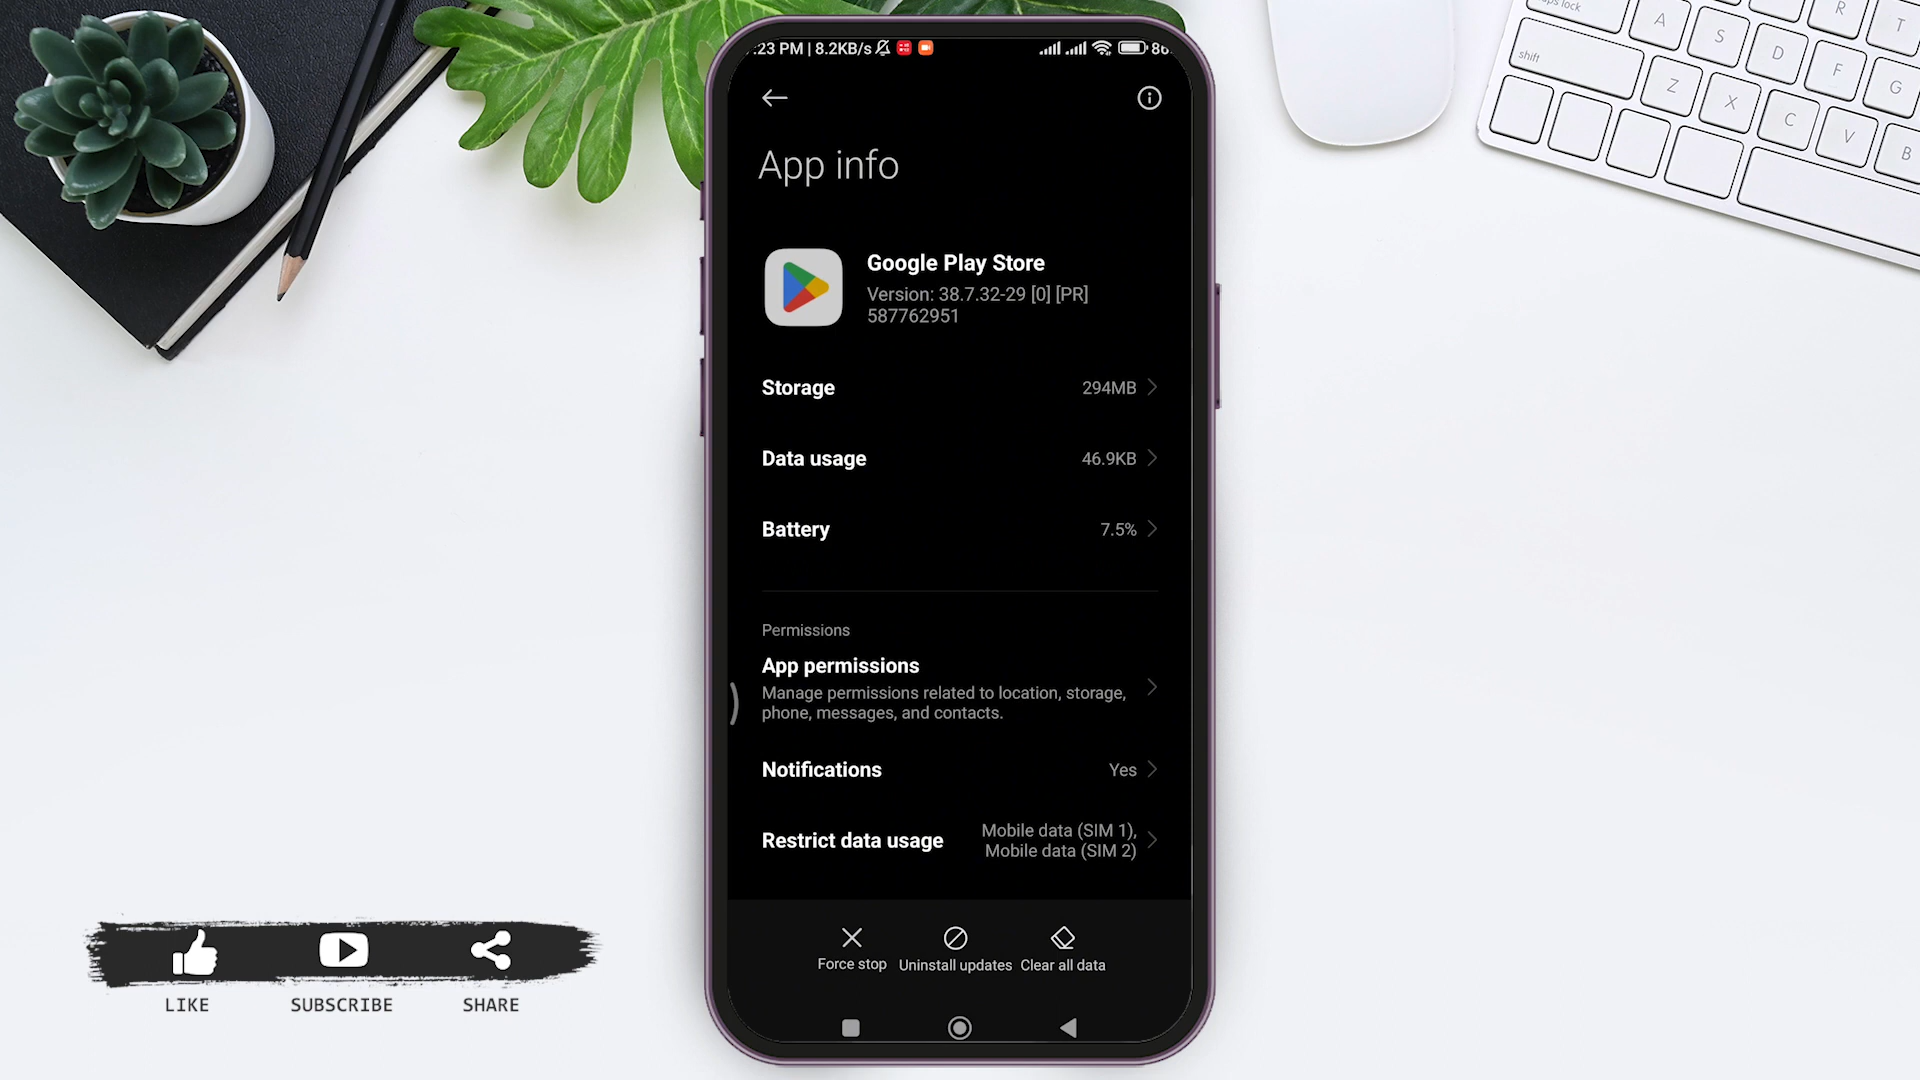 :23 PM | 8.2KB/s
App info
Google Play Store
Version: 38.7.32-29 [0] [PR]
587762951
Storage 294MB
Data usage 46.9KB
Battery 7.5%
Permissions
App permissions
Manage permissions related to location, storage,
phone, messages, and contacts.
Notifications Yes
Restrict data usage Mobile data (SIM 1),
Mobile data (SIM 2)
Force stop Uninstall updates Clear all data
LIKE SUBSCRIBE SHARE
caps lock A S D F G
shift Z X C V B
R T